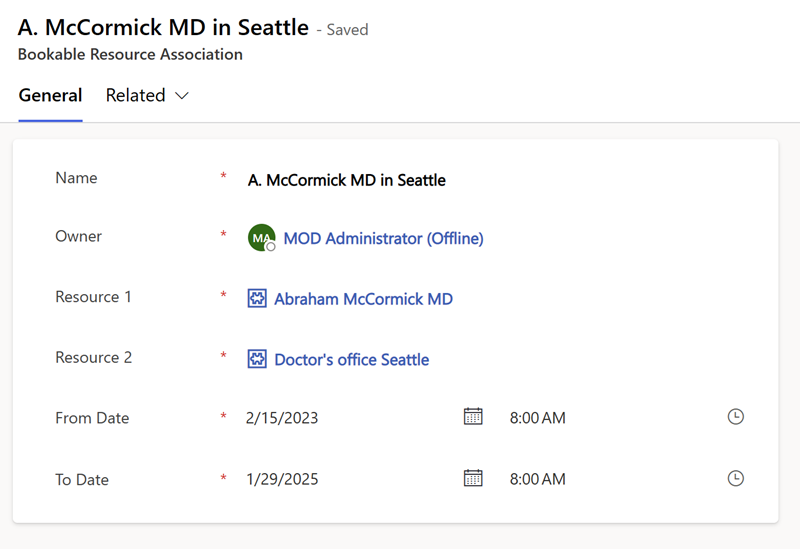 A. McCormick MD in Seattle - Saved
Bookable Resource Association
General Related
Name * A. McCormick MD in Seattle
Owner * MA MOD Administrator (Offline)
Resource 1 * Abraham McCormick MD
Resource 2 * Doctor's office Seattle
From Date * 2/15/2023 8:00 AM
To Date * 1/29/2025 8:00 AM